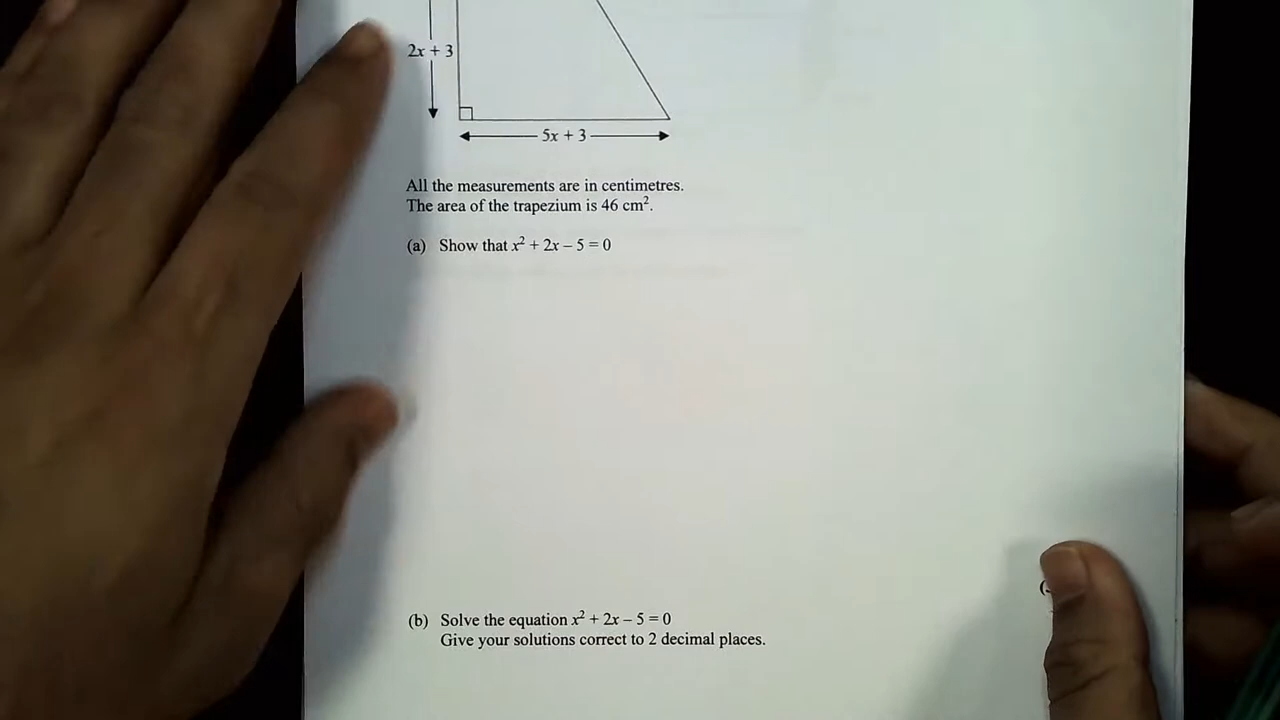 2x + 3
5x + 3
All the measurements are in centimetres.
The area of the trapezium is 46 cm².
(a) Show that x² + 2x – 5 = 0
(b) Solve the equation x² + 2x – 5 = 0
Give your solutions correct to 2 decimal places.